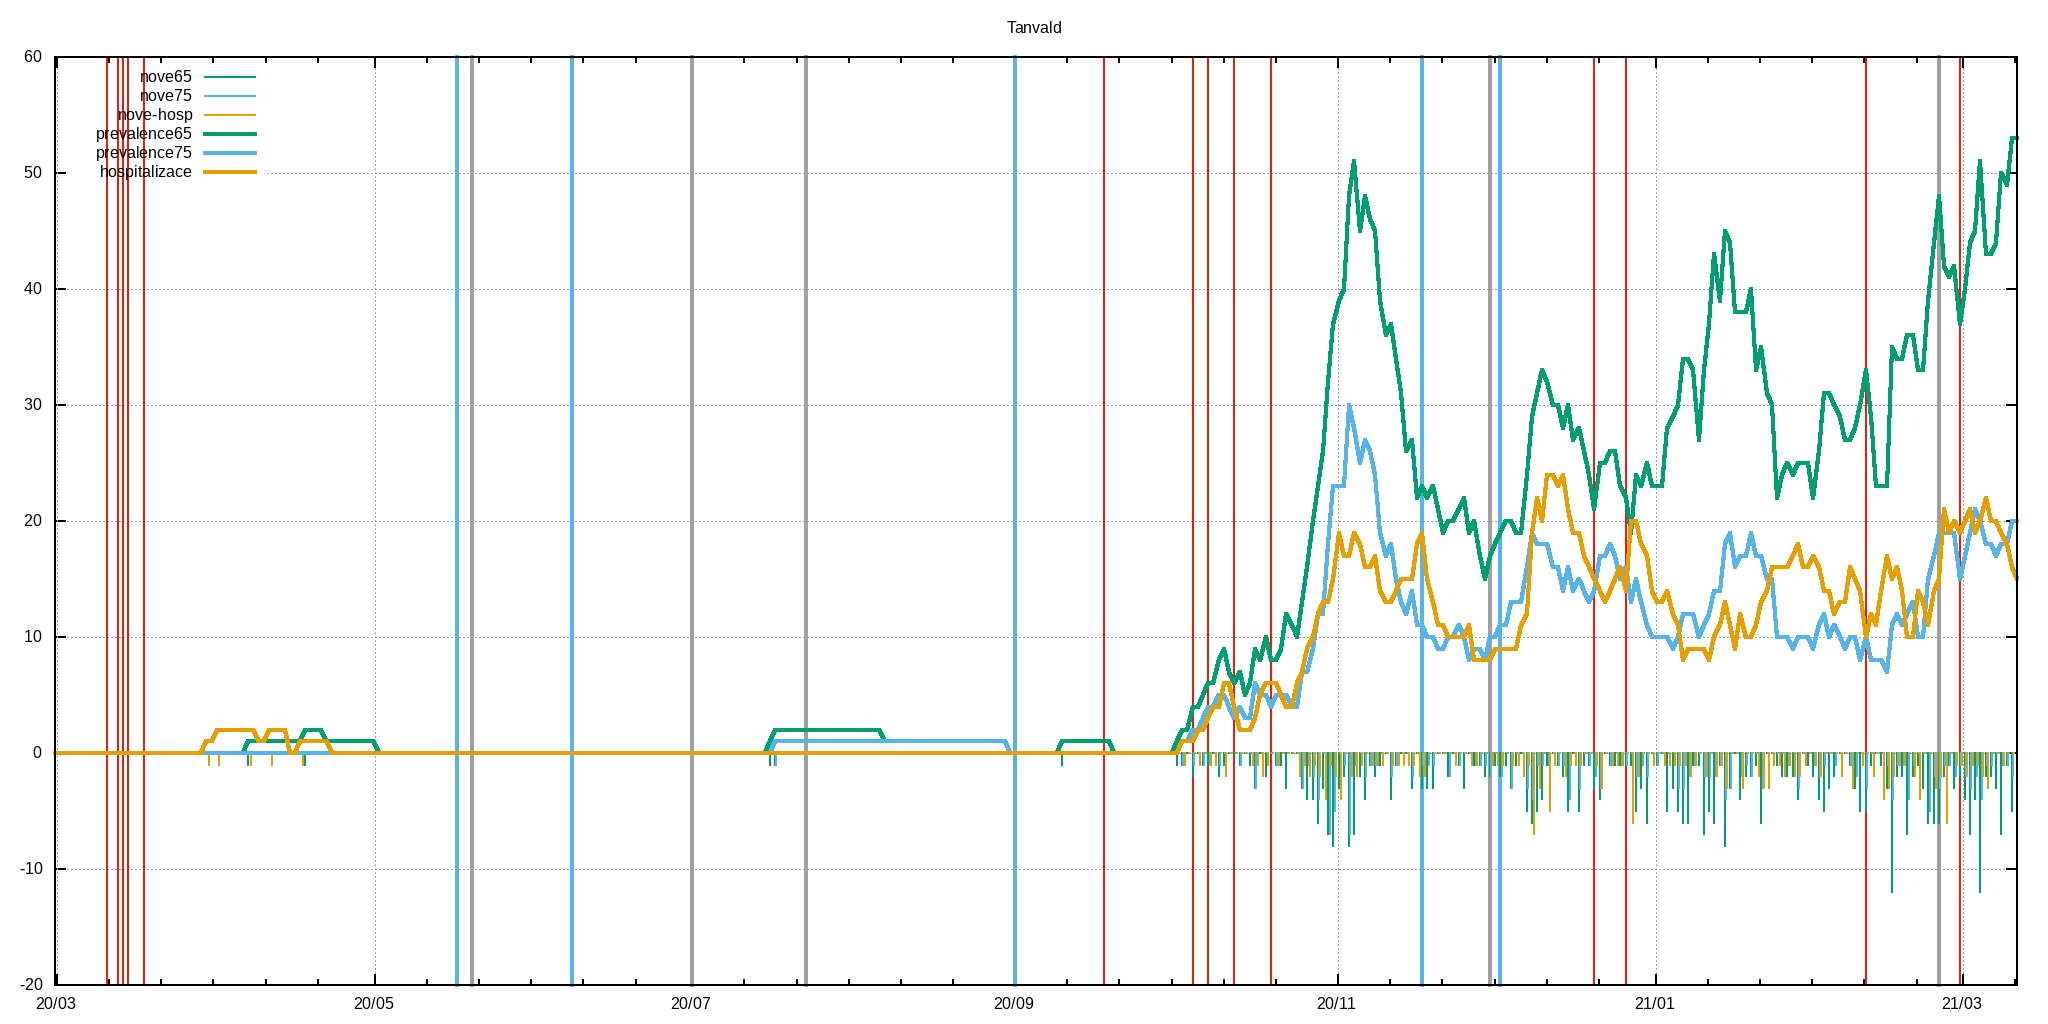 Tanvald
60
50
40
30
20
10
0
-10
-20
nove65
nove75
nove-hosp
prevalence65
prevalence75
hospitalizace
20/03 20/05 20/07 20/09 20/11 21/01 21/03